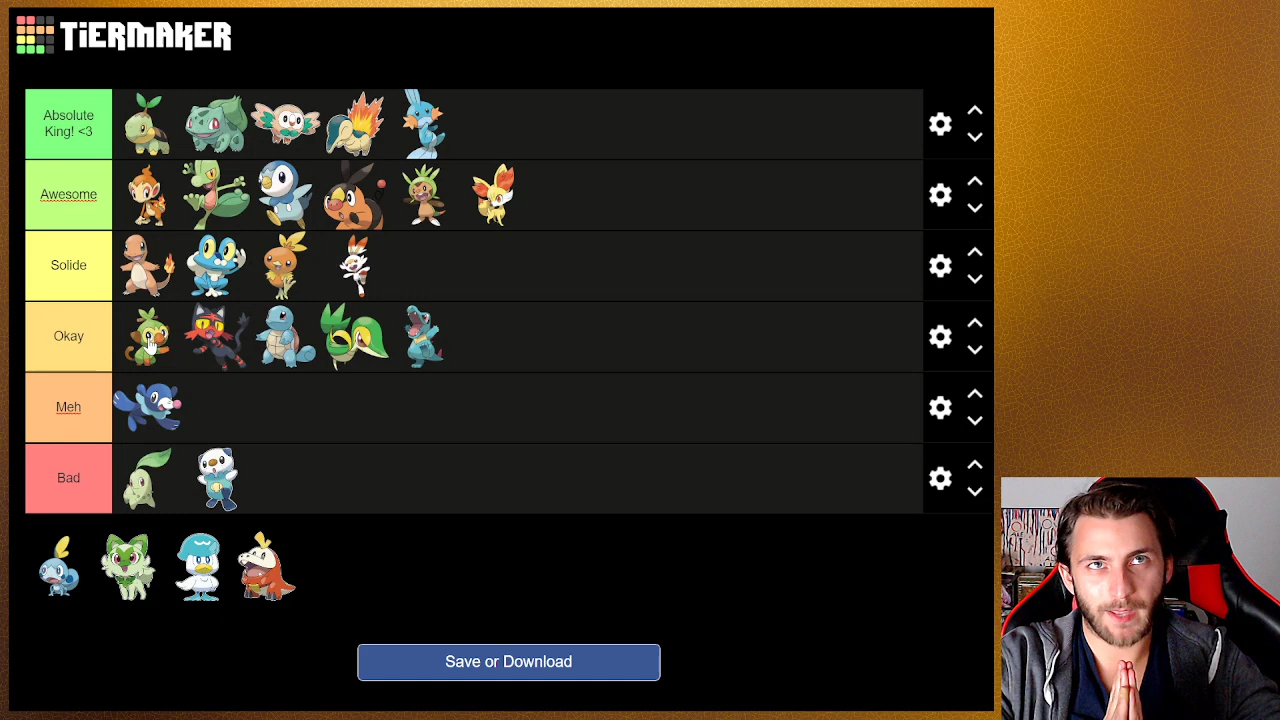 TiERMAKER
Absolute
King! <3
Awesome
Solide
Okay
Meh
Bad
Save or Download